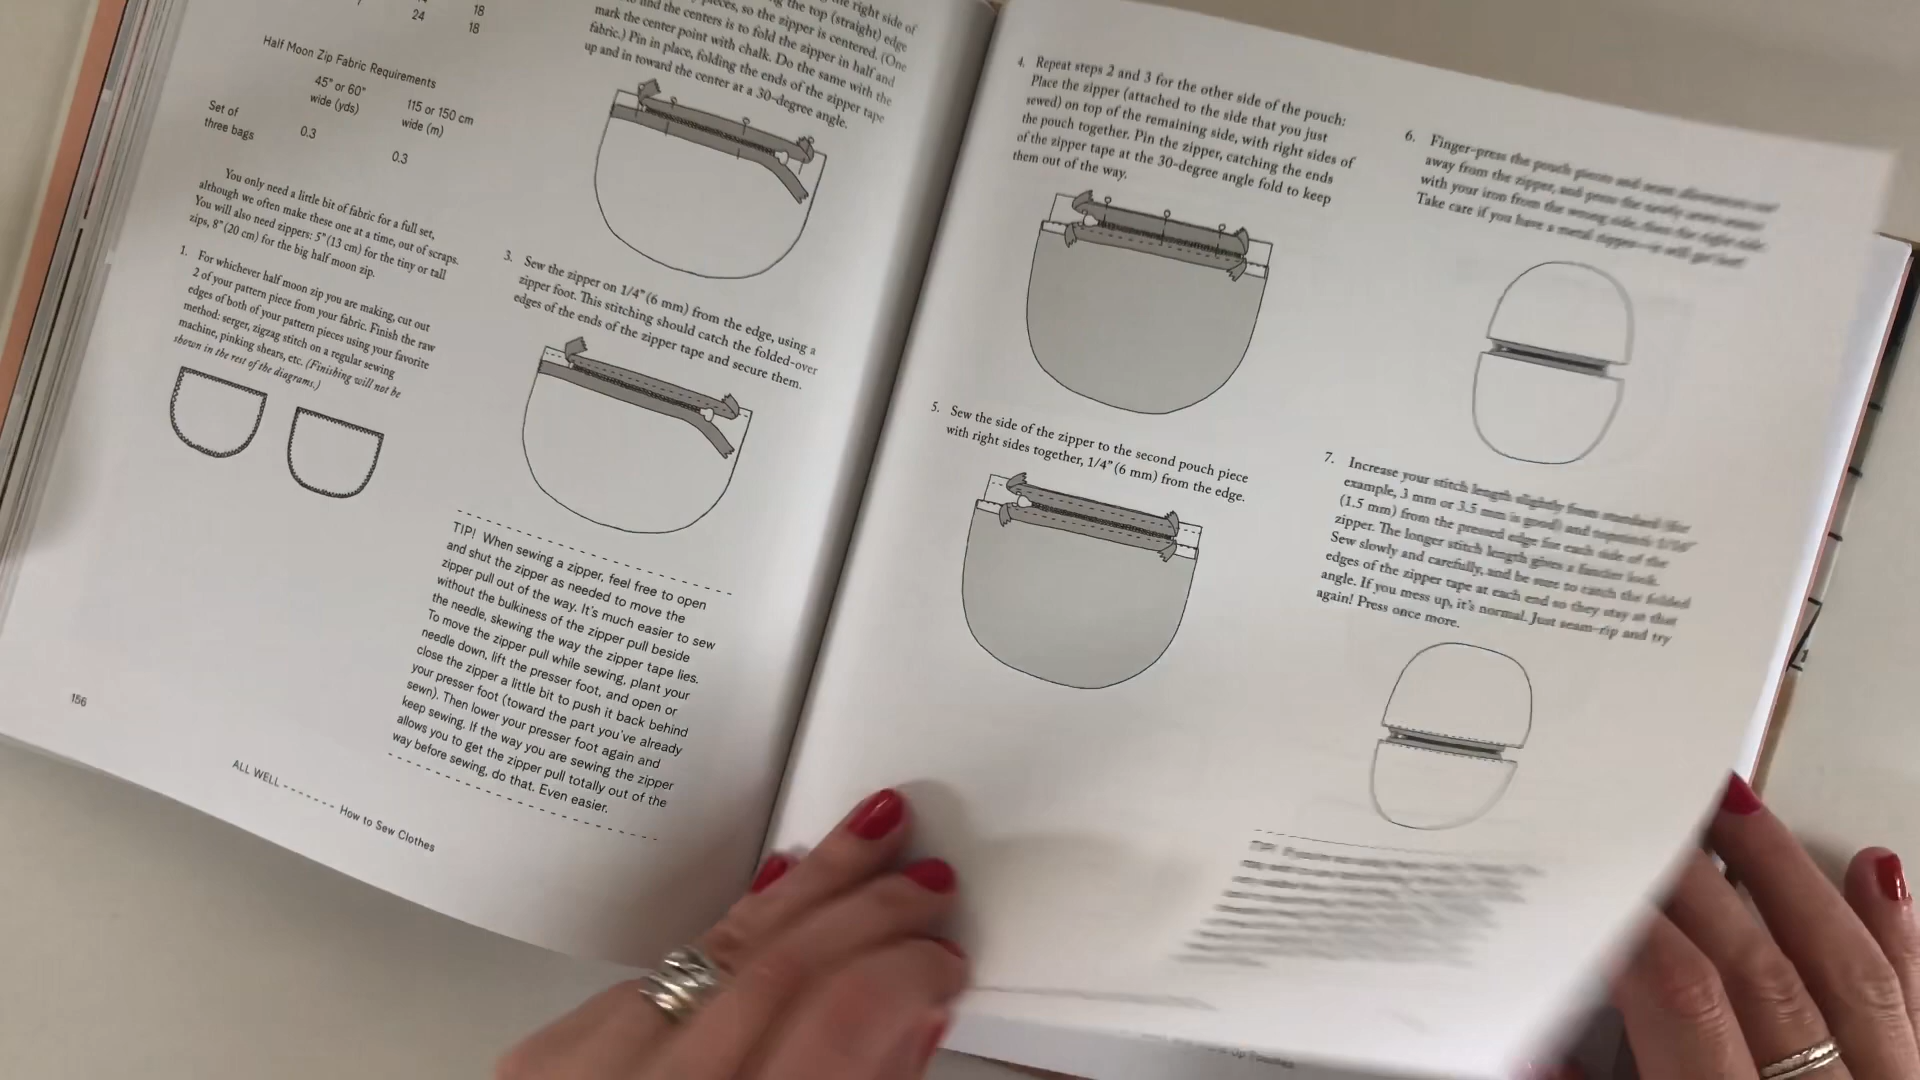 18
24
18
Half Moon Zip Fabric Requirements
45" or 60"
wide (yds)
115 or 150 cm
wide (m)
Set of
three bags
0.3
0.3
You only need a little bit of fabric for a full set,
although we often make these one at a time, out of scraps.
You will also need zippers: 5" (13 cm) for the tiny or tall
zips, 8" (20 cm) for the big half moon zip.
1. For whichever half moon zip you are making, cut out
2 of your pattern piece from your fabric. Finish the raw
edges of both of your pattern pieces using your favorite
method: serger, zigzag stitch on a regular sewing
machine, pinking shears, etc. (Finishing will not be
shown in the rest of the diagrams.)
156
ALL WELL ------- How to Sew Clothes
the right side of
the top (straight) edge
pieces, so the zipper is centered. (One
find the centers is to fold the zipper in half and
mark the center point with chalk. Do the same with the
fabric.) Pin in place, folding the ends of the zipper tape
up and in toward the center at a 30-degree angle.
3. Sew the zipper on 1/4" (6 mm) from the edge, using a
zipper foot. This stitching should catch the folded-over
edges of the ends of the zipper tape and secure them.
TIP! When sewing a zipper, feel free to open
and shut the zipper as needed to move the
zipper pull out of the way. It's much easier to sew
without the bulkiness of the zipper pull beside
the needle, skewing the way the zipper tape lies.
To move the zipper pull while sewing, plant your
needle down, lift the presser foot, and open or
close the zipper a little bit to push it back behind
your presser foot (toward the part you've already
sewn). Then lower your presser foot again and
keep sewing. If the way you are sewing the zipper
allows you to get the zipper pull totally out of the
way before sewing, do that. Even easier.
4. Repeat steps 2 and 3 for the other side of the pouch:
Place the zipper (attached to the side that you just
sewed) on top of the remaining side, with right sides of
the pouch together. Pin the zipper, catching the ends
of the zipper tape at the 30-degree angle fold to keep
them out of the way.
5. Sew the side of the zipper to the second pouch piece
with right sides together, 1/4" (6 mm) from the edge.
6. Finger-press the pouch pieces and seam allowances out
away from the zipper, and press the newly sewn seams
with your iron from the wrong side, then the right side.
Take care if you have a metal zipper—it will get hot!
7. Increase your stitch length slightly from standard (for
example, 3 mm or 3.5 mm is good) and topstitch 1/16"
(1.5 mm) from the pressed edge for each side of the
zipper. The longer stitch length gives a fancier look.
Sew slowly and carefully, and be sure to catch the folded
edges of the zipper tape at each end so they stay at that
angle. If you mess up, it's normal. Just seam-rip and try
again! Press once more.
TIP!
Up Pouches